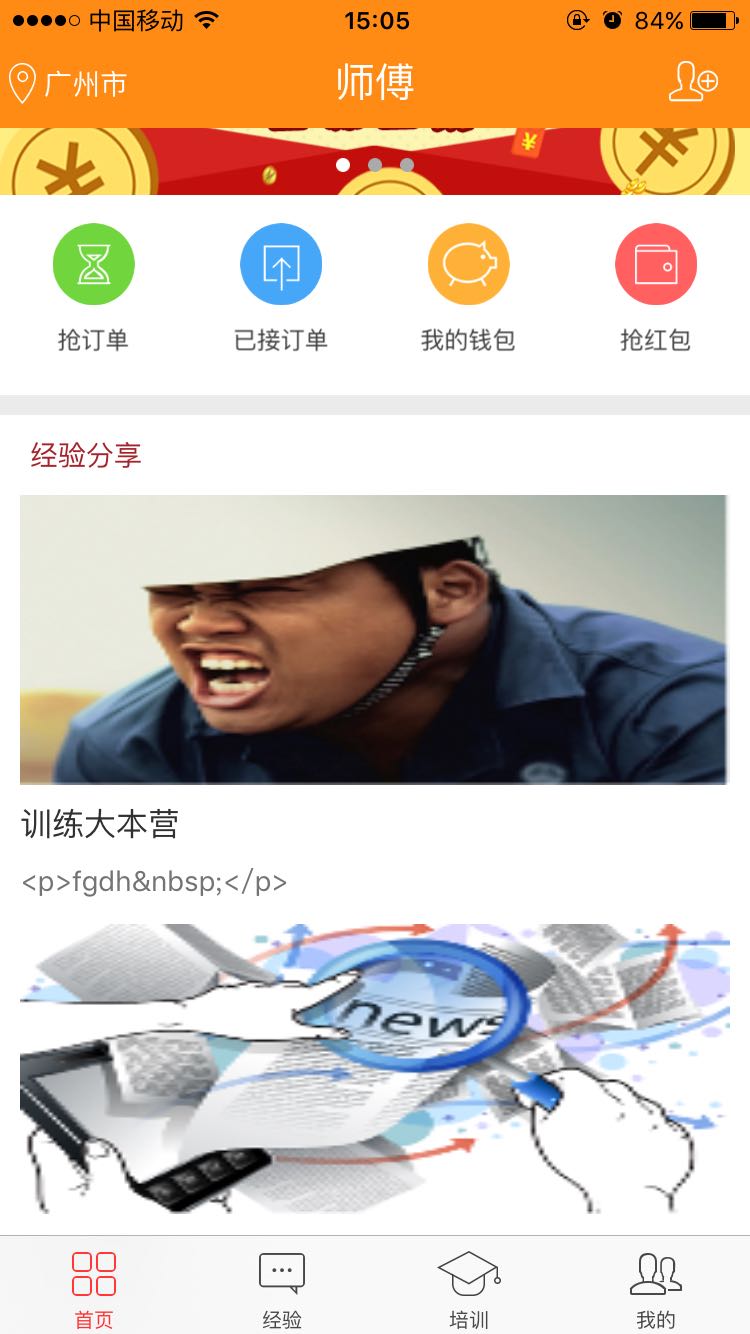 中国移动
15:05
84%
广州市
师傅
抢订单
已接订单
我的钱包
抢红包
经验分享
训练大本营
<p>fgdh&nbsp;</p>
news
首页
经验
培训
我的